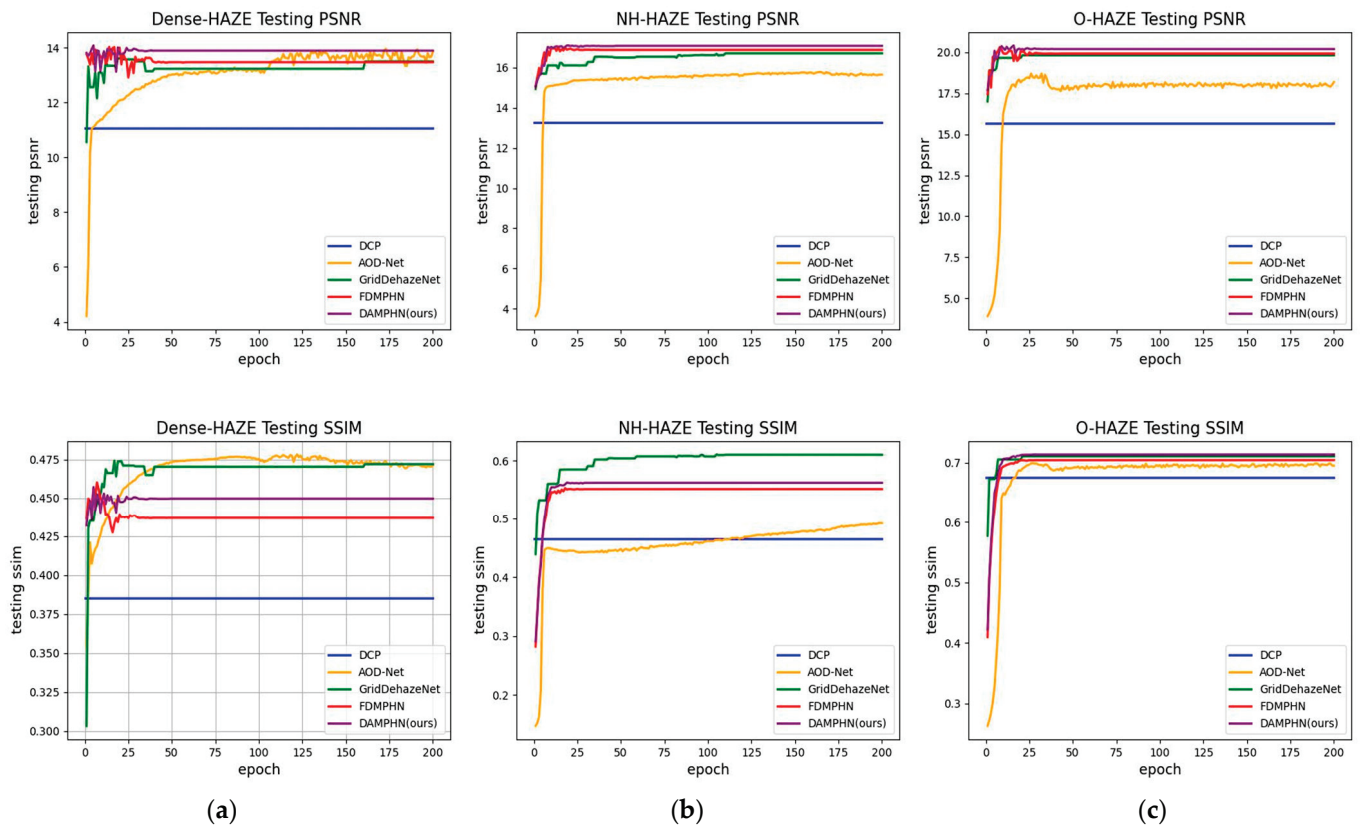 Dense-HAZE Testing PSNR
14
12
10
8
6
4
testing psnr
0 25 50 75 100 125 150 175 200
epoch
DCP
AOD-Net
GridDehazeNet
FDMPHN
DAMPHN(ours)
NH-HAZE Testing PSNR
16
14
12
10
8
6
4
testing psnr
0 25 50 75 100 125 150 175 200
epoch
DCP
AOD-Net
GridDehazeNet
FDMPHN
DAMPHN(ours)
O-HAZE Testing PSNR
20.0
17.5
15.0
12.5
10.0
7.5
5.0
testing psnr
0 25 50 75 100 125 150 175 200
epoch
DCP
AOD-Net
GridDehazeNet
FDMPHN
DAMPHN(ours)
Dense-HAZE Testing SSIM
0.475
0.450
0.425
0.400
0.375
0.350
0.325
0.300
testing ssim
0 25 50 75 100 125 150 175 200
epoch
DCP
AOD-Net
GridDehazeNet
FDMPHN
DAMPHN(ours)
NH-HAZE Testing SSIM
0.6
0.5
0.4
0.3
0.2
testing ssim
0 25 50 75 100 125 150 175 200
epoch
DCP
AOD-Net
GridDehazeNet
FDMPHN
DAMPHN(ours)
O-HAZE Testing SSIM
0.7
0.6
0.5
0.4
0.3
testing ssim
0 25 50 75 100 125 150 175 200
epoch
DCP
AOD-Net
GridDehazeNet
FDMPHN
DAMPHN(ours)
(a) (b) (c)